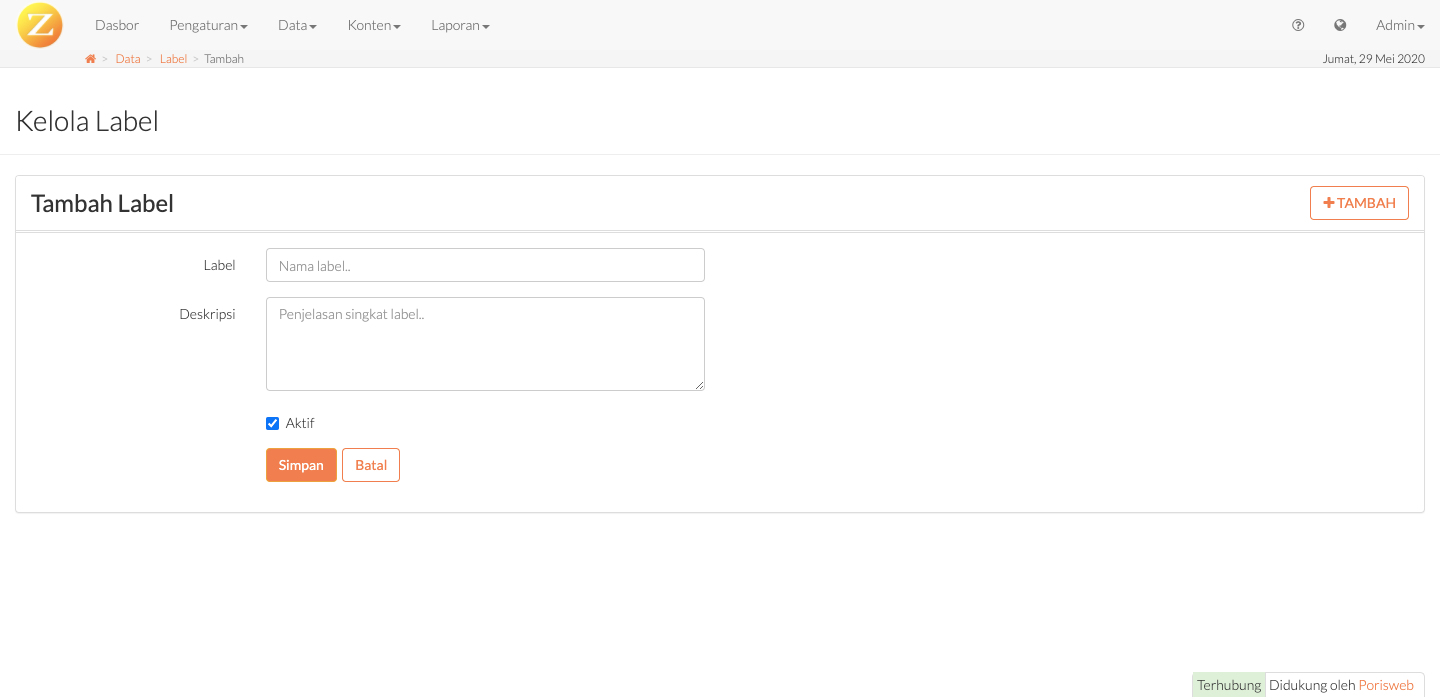 Z Dasbor Pengaturan Data Konten Laporan Admin
> Data > Label > Tambah Jumat, 29 Mei 2020
Kelola Label
Tambah Label TAMBAH
Label Nama label..
Deskripsi Penjelasan singkat label..
Aktif
Simpan Batal
Terhubung Didukung oleh Porisweb